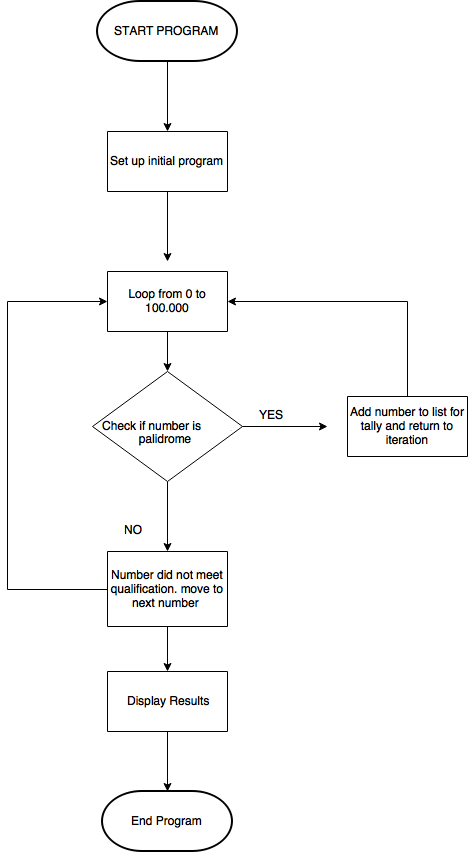 START PROGRAM
Set up initial program
Loop from 0 to
100.000
Check if number is
palidrome
YES
Add number to list for
tally and return to
iteration
NO
Number did not meet
qualification. move to
next number
Display Results
End Program